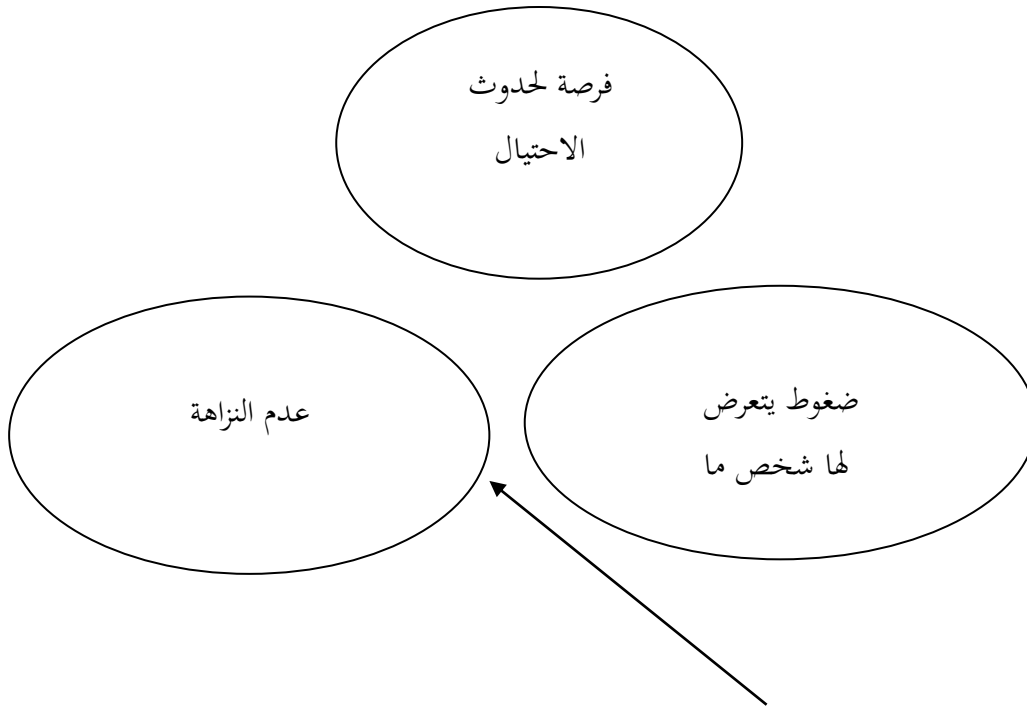 فرصة لحدوث
الاحتيال
ضغوط يتعرض
لها شخص ما
عدم النزاهة